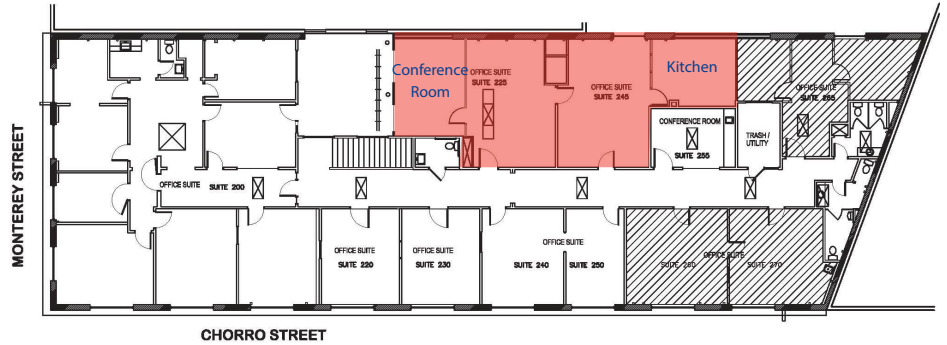 Conference
Room
OFFICE SUITE
SUITE 225
OFFICE SUITE
SUITE 245
Kitchen
OFFICE SUITE
SUITE 265
CONFERENCE ROOM
SUITE 255
TRASH /
UTILITY
OFFICE SUITE
SUITE 200
OFFICE SUITE
SUITE 220
OFFICE SUITE
SUITE 230
OFFICE SUITE
SUITE 240
SUITE 250
OFFICE SUITE
SUITE 260
SUITE 270
MONTEREY STREET
CHORRO STREET